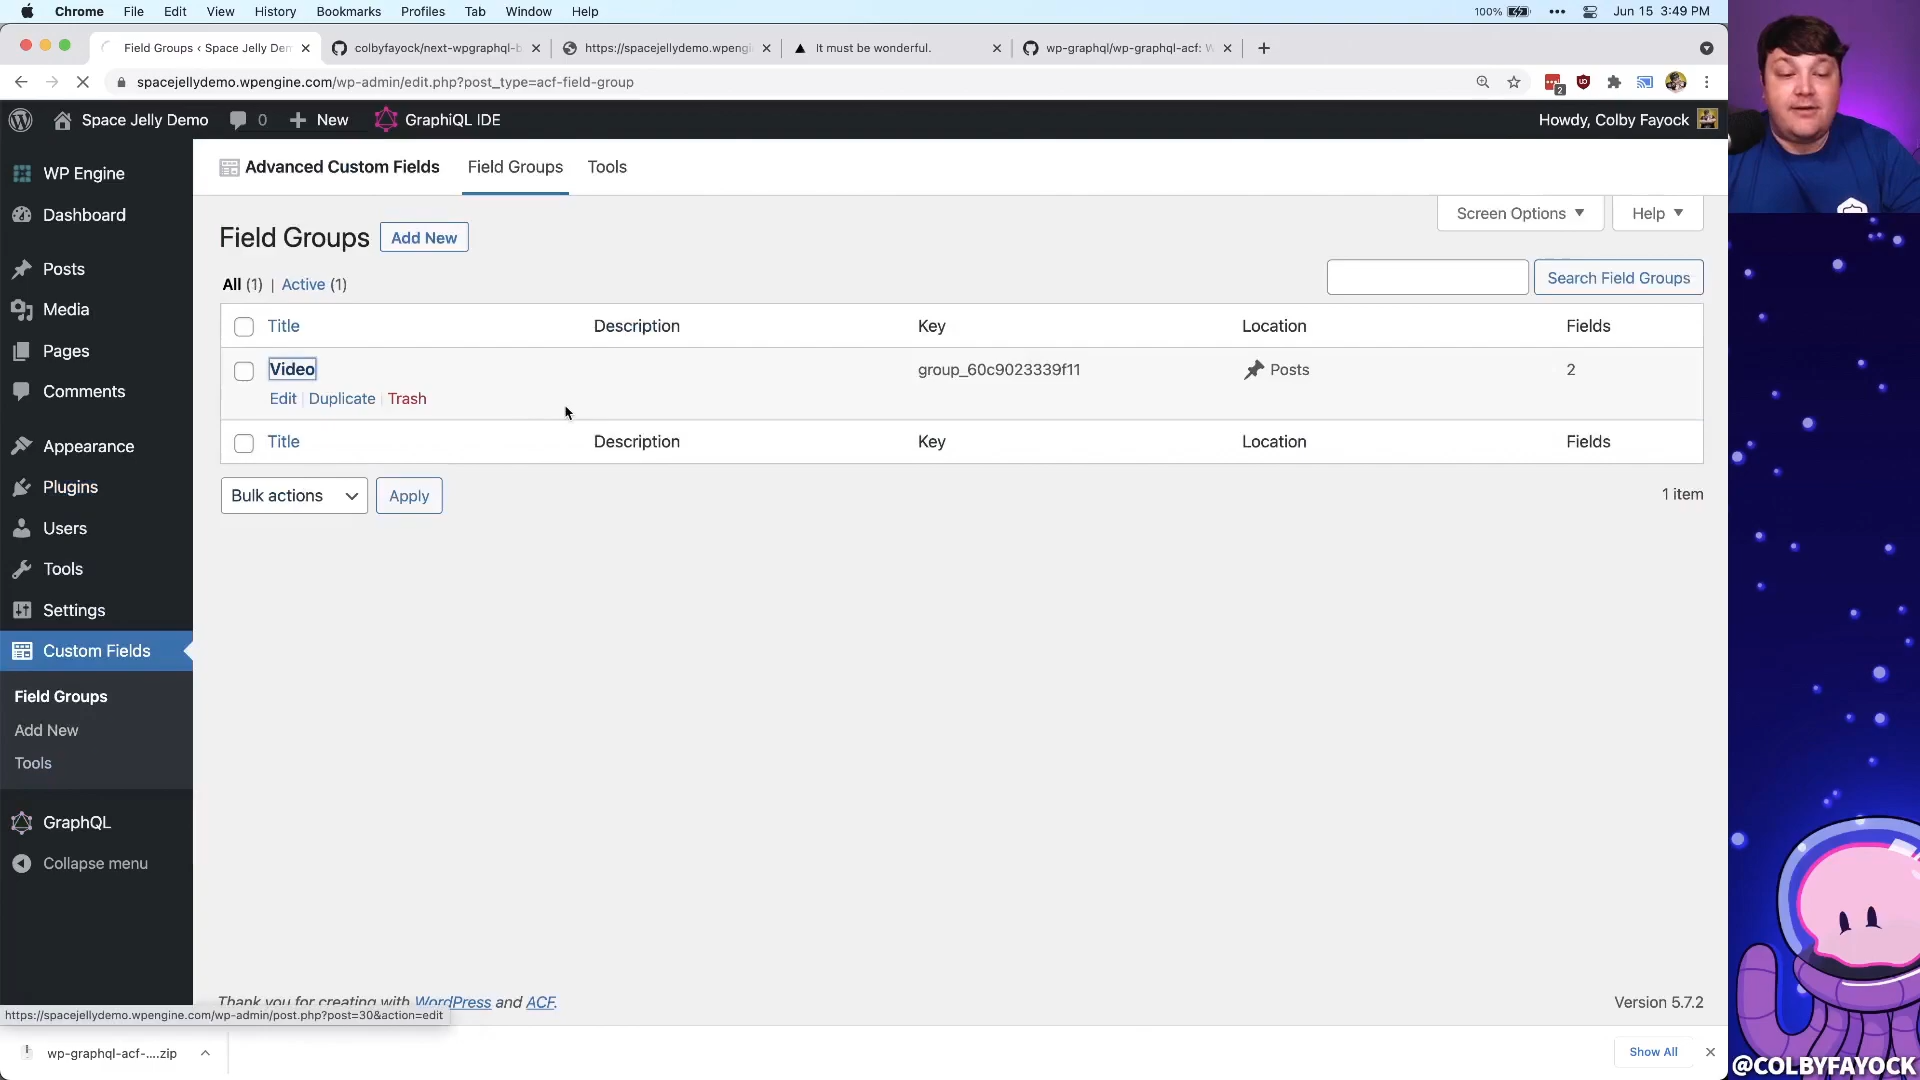 Chrome File Edit View History Bookmarks Profiles Tab Window Help 100% Jun 15 3:49 PM
Field Groups ‹ Space Jelly Dem colbyfayock/next-wpgraphql-b https://spacejellydemo.wpengi It must be wonderful. wp-graphql/wp-graphql-acf: W
spacejellydemo.wpengine.com/wp-admin/edit.php?post_type=acf-field-group 2
Space Jelly Demo 0 New GraphiQL IDE Howdy, Colby Fayock
WP Engine
Dashboard
Posts
Media
Pages
Comments
Appearance
Plugins
Users
Tools
Settings
Custom Fields
Field Groups
Add New
Tools
GraphQL
Collapse menu
Advanced Custom Fields Field Groups Tools
Screen Options Help
Field Groups Add New
All (1) | Active (1)
Search Field Groups
Title Description Key Location Fields
Video group_60c9023339f11 Posts 2
Edit | Duplicate | Trash
Title Description Key Location Fields
Bulk actions Apply 1 item
Thank you for creating with WordPress and ACF. Version 5.7.2
https://spacejellydemo.wpengine.com/wp-admin/post.php?post=30&action=edit
wp-graphql-acf-....zip Show All
@COLBYFAYOCK